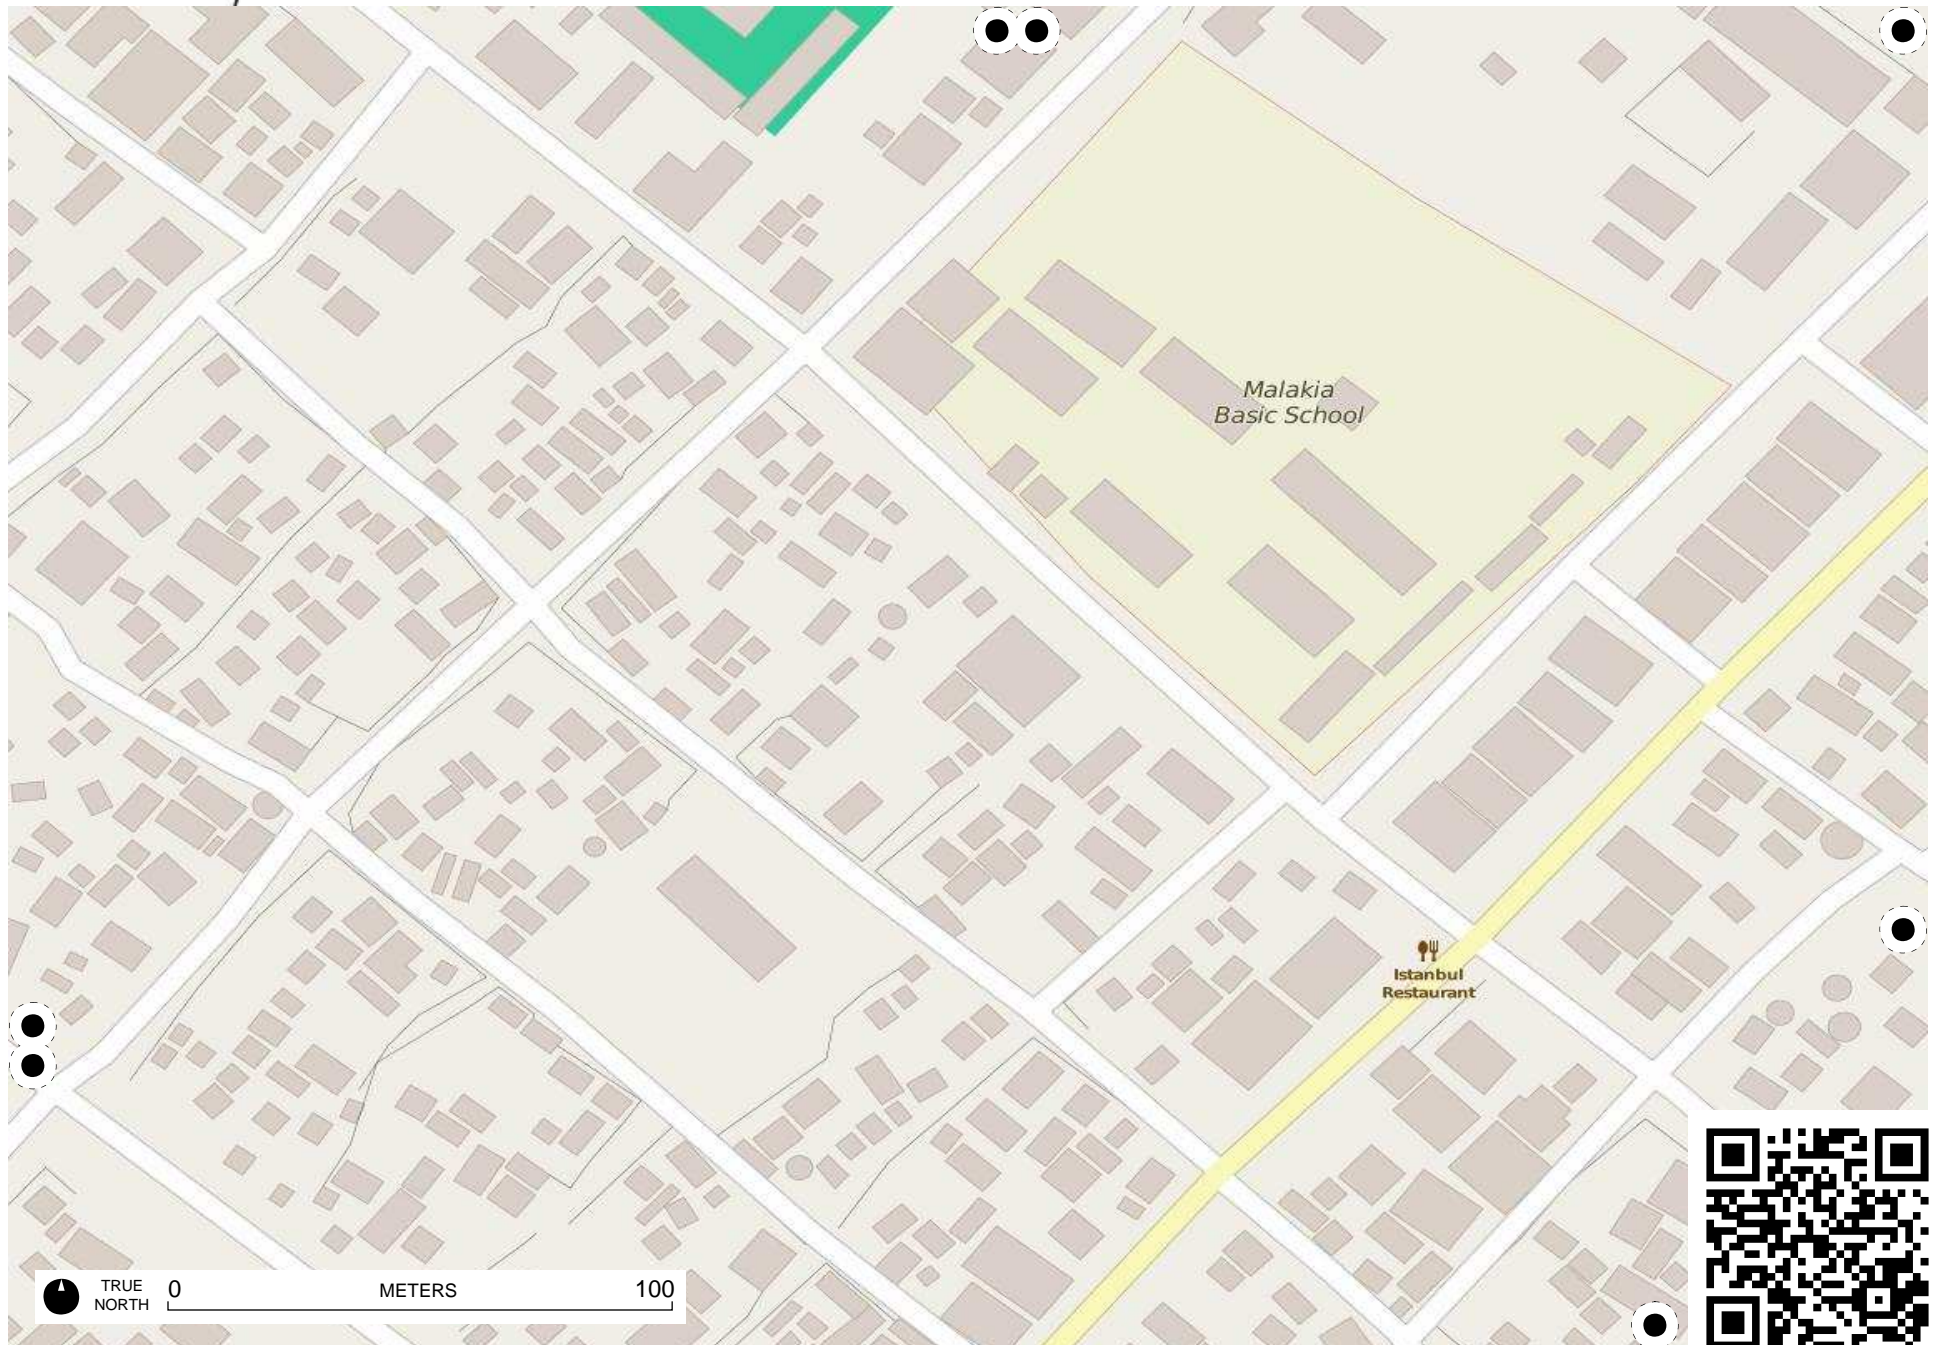 Malakia
Basic School
Istanbul
Restaurant
TRUE
NORTH
0
METERS
100